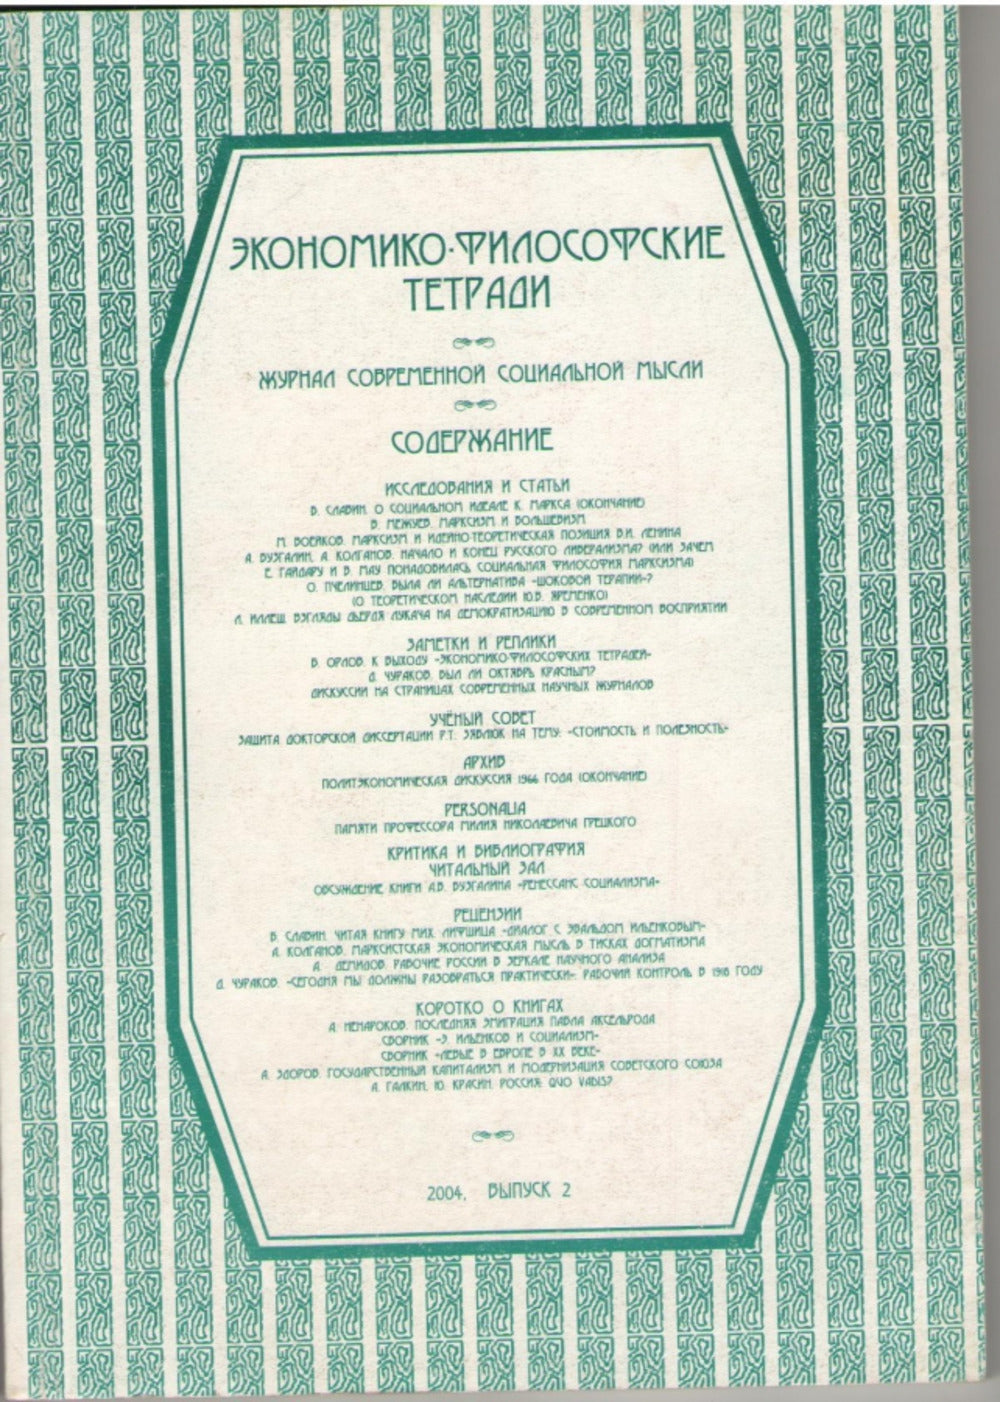 ЭКОНОМИКО-ФИЛОСОФСКИЕ
ТЕТРАДИ
ЖУРНАЛ СОВРЕМЕННОЙ СОЦИАЛЬНОЙ МЫСЛИ
СОДЕРЖАНИЕ
ИССЛЕДОВАНИЯ И СТАТЬИ
Б. СЛАВИН. О СОЦИАЛЬНОМ ИДЕАЛЕ К. МАРКСА (ОКОНЧАНИЕ)
В. МЕЖУЕВ. МАРКСИЗМ И БОЛЬШЕВИЗМ
М. ВОЕЙКОВ. МАРКСИЗМ И ИДЕЙНО-ТЕОРЕТИЧЕСКАЯ ПОЗИЦИЯ В.И. ЛЕНИНА
А. БУЗГАЛИН, А. КОЛГАНОВ. НАЧАЛО И КОНЕЦ РУССКОГО ЛИБЕРАЛИЗМА? (ИЛИ ЗАЧЕМ
Е. ГАЙДАРУ И В. МАУ ПОНАДОБИЛАСЬ СОЦИАЛЬНАЯ ФИЛОСОФИЯ МАРКСИЗМА)
О. ПЧЕЛИНЦЕВ. БЫЛА ЛИ АЛЬТЕРНАТИВА «ШОКОВОЙ ТЕРАПИИ»?
(О ТЕОРЕТИЧЕСКОМ НАСЛЕДИИ Ю.В. ЯРЕМЕНКО)
Л. ИЛЛЕШ. ВЗГЛЯДЫ ДЬЕРДЯ ЛУКАЧА НА ДЕМОКРАТИЗАЦИЮ В СОВРЕМЕННОМ ВОСПРИЯТИИ
ЗАМЕТКИ И РЕПЛИКИ
Б. ОРЛОВ. К ВЫХОДУ «ЭКОНОМИКО-ФИЛОСОФСКИХ ТЕТРАДЕЙ»
Д. ЧУРАКОВ. БЫЛ ЛИ ОКТЯБРЬ КРАСНЫМ?
ДИСКУССИИ НА СТРАНИЦАХ СОВРЕМЕННЫХ НАУЧНЫХ ЖУРНАЛОВ
УЧЁНЫЙ СОВЕТ
ЗАЩИТА ДОКТОРСКОЙ ДИССЕРТАЦИИ Р.Т. ЗЯБЛЮК НА ТЕМУ: «СТОИМОСТЬ И ПОЛЕЗНОСТЬ»
АРХИВ
ПОЛИТЭКОНОМИЧЕСКАЯ ДИСКУССИЯ 1966 ГОДА (ОКОНЧАНИЕ)
PERSONALIA
ПАМЯТИ ПРОФЕССОРА МИЛИЯ НИКОЛАЕВИЧА ГРЕЦКОГО
КРИТИКА И БИБЛИОГРАФИЯ
ЧИТАЛЬНЫЙ ЗАЛ
ОБСУЖДЕНИЕ КНИГИ А.В. БУЗГАЛИНА «РЕНЕССАНС СОЦИАЛИЗМА»
РЕЦЕНЗИИ
Б. СЛАВИН. ЧИТАЯ КНИГУ МИХ. ЛИФШИЦА «ДИАЛОГ С ЭВАЛЬДОМ ИЛЬЕНКОВЫМ»
А. КОЛГАНОВ. МАРКСИСТСКАЯ ЭКОНОМИЧЕСКАЯ МЫСЛЬ В ТИСКАХ ДОГМАТИЗМА
А. ДЕМИДОВ. РАБОЧИЕ РОССИИ В ЗЕРКАЛЕ НАУЧНОГО АНАЛИЗА
Д. ЧУРАКОВ. «СЕГОДНЯ МЫ ДОЛЖНЫ РАЗОБРАТЬСЯ ПРАКТИЧЕСКИ»: РАБОЧИЙ КОНТРОЛЬ В 1918 ГОДУ
КОРОТКО О КНИГАХ
А. НЕНАРОКОВ. ПОСЛЕДНЯЯ ЭМИГРАЦИЯ ПАВЛА АКСЕЛЬРОДА
СБОРНИК «Э. ИЛЬЕНКОВ И СОЦИАЛИЗМ»
СБОРНИК «ЛЕВЫЕ В ЕВРОПЕ В XX ВЕКЕ»
А. ЗДОРОВ. ГОСУДАРСТВЕННЫЙ КАПИТАЛИЗМ И МОДЕРНИЗАЦИЯ СОВЕТСКОГО СОЮЗА
А. ГАЛКИН, Ю. КРАСИН. РОССИЯ: QVO VADIS?
2004, ВЫПУСК 2